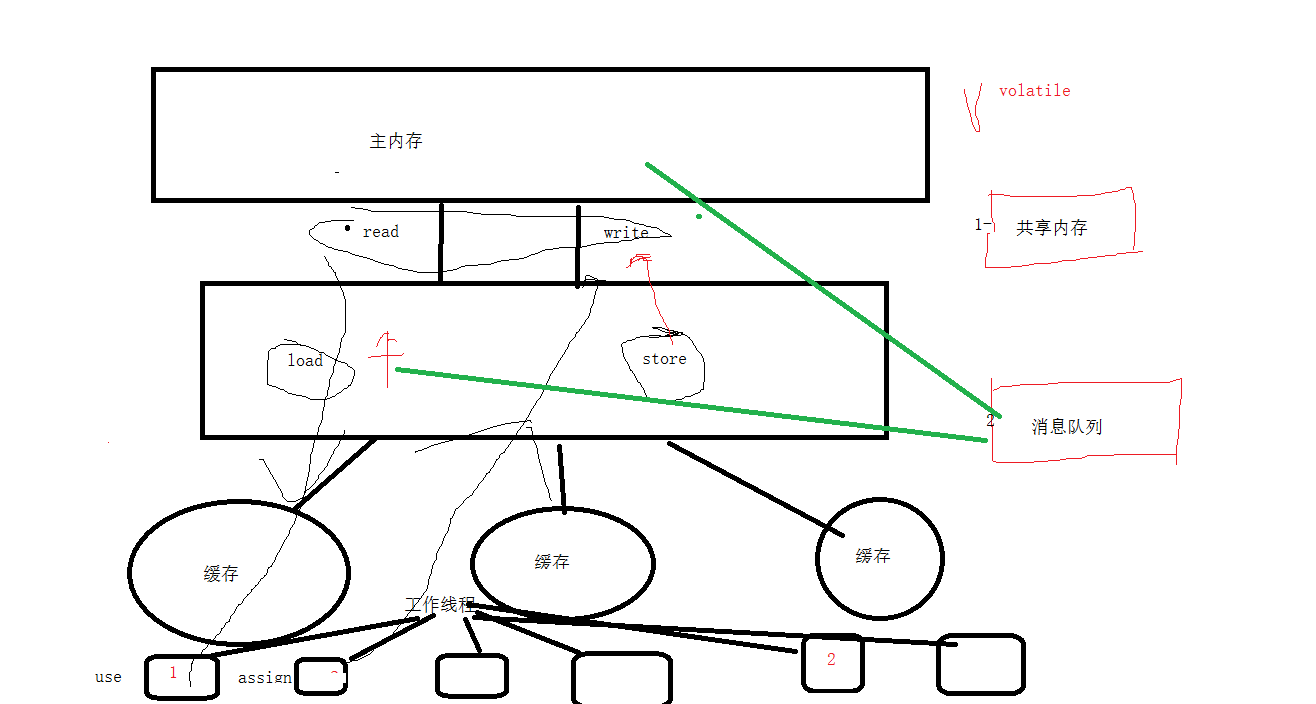 volatile
主内存
1-
共享内存
read
write
load
store
2
消息队列
缓存
缓存
缓存
工作线程
use
1
assign
2